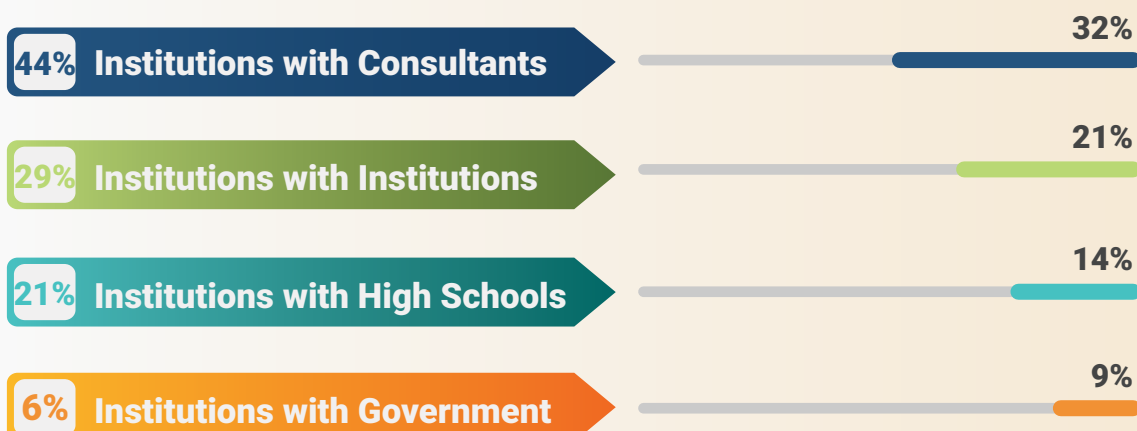 32%
44% Institutions with Consultants
21%
29% Institutions with Institutions
14%
21% Institutions with High Schools
9%
6% Institutions with Government